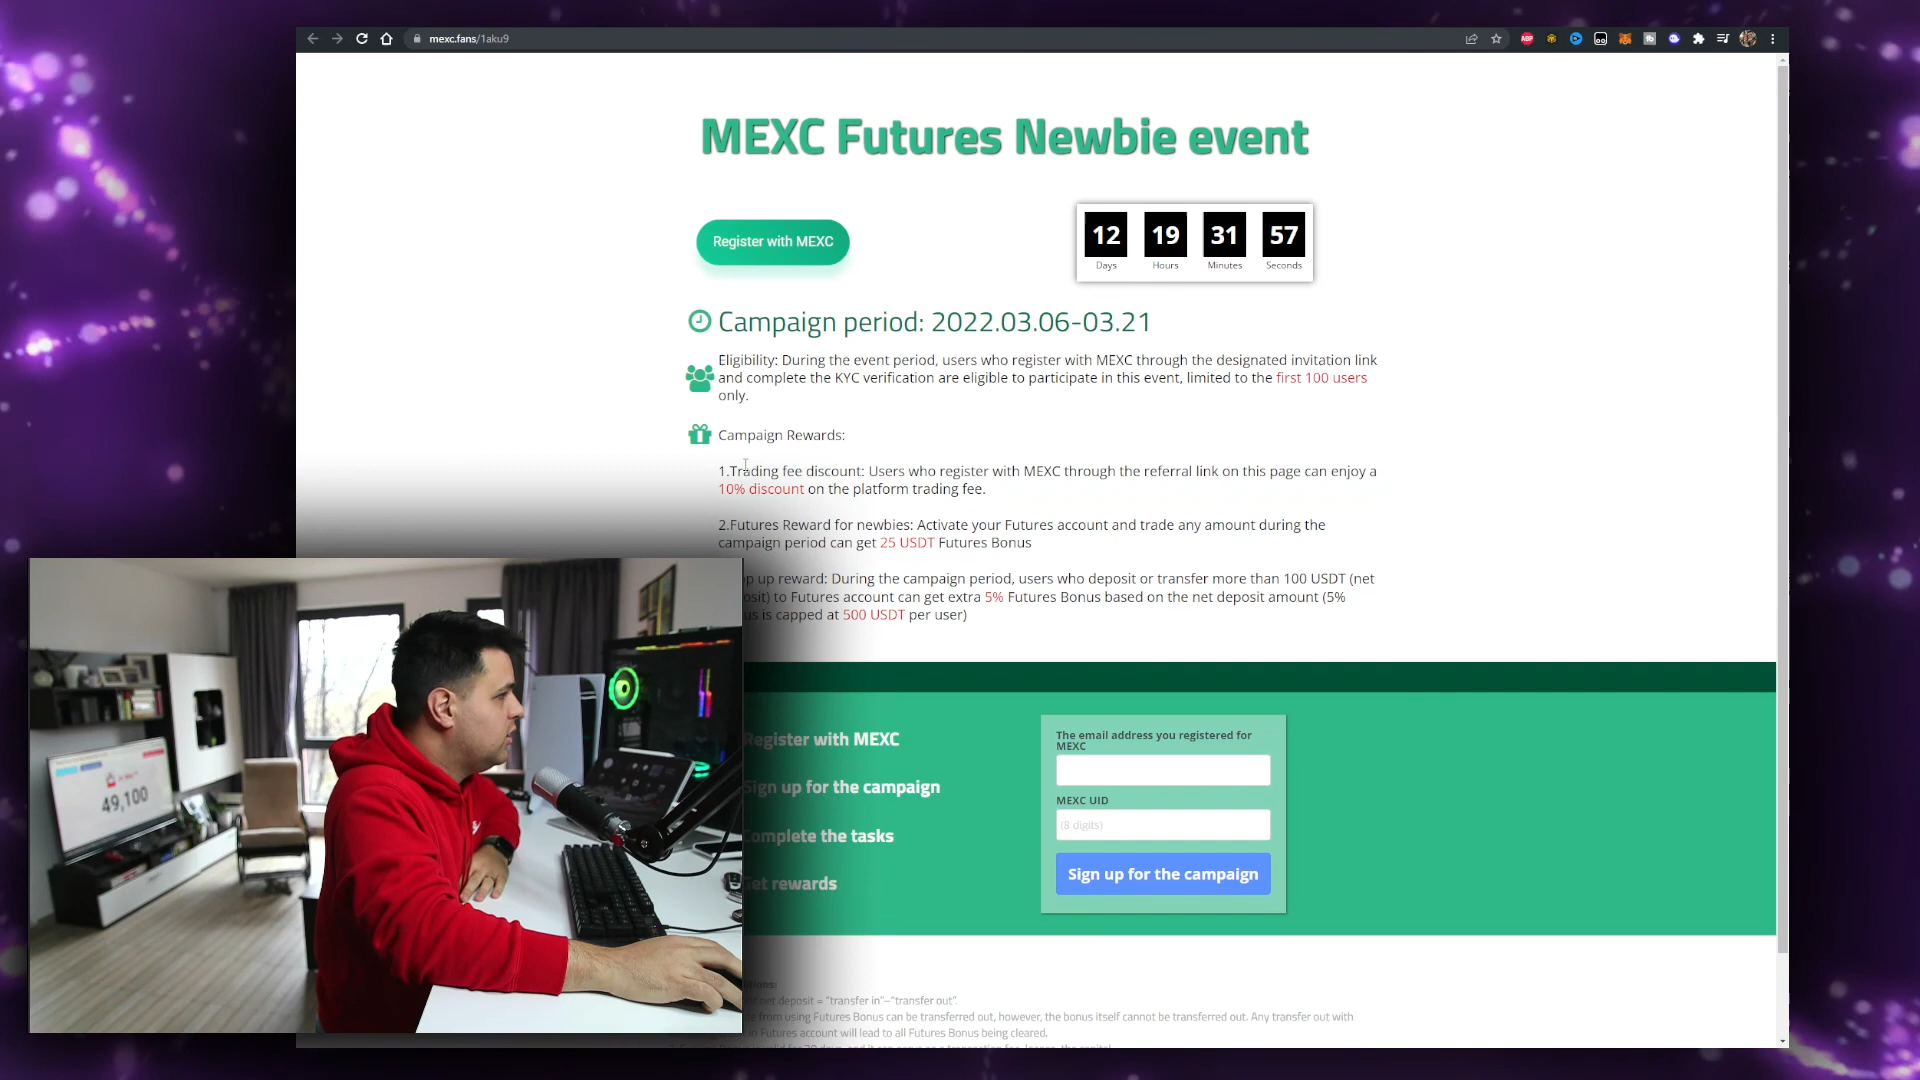 mexc.fans/1aku9
ABP
MEXC Futures Newbie event
Register with MEXC
12 19 31 57
Days Hours Minutes Seconds
Campaign period: 2022.03.06-03.21
Eligibility: During the event period, users who register with MEXC through the designated invitation link
and complete the KYC verification are eligible to participate in this event, limited to the first 100 users
only.
Campaign Rewards:
1.Trading fee discount: Users who register with MEXC through the referral link on this page can enjoy a
10% discount on the platform trading fee.
2.Futures Reward for newbies: Activate your Futures account and trade any amount during the
campaign period can get 25 USDT Futures Bonus
up reward: During the campaign period, users who deposit or transfer more than 100 USDT (net
to Futures account can get extra 5% Futures Bonus based on the net deposit amount (5%
is capped at 500 USDT per user)
Register with MEXC
Sign up for the campaign
Complete the tasks
Get rewards
The email address you registered for
MEXC
MEXC UID
(8 digits)
Sign up for the campaign
net deposit = "transfer in"–"transfer out".
from using Futures Bonus can be transferred out, however, the bonus itself cannot be transferred out. Any transfer out with
in Futures account will lead to all Futures Bonus being cleared.
49,100